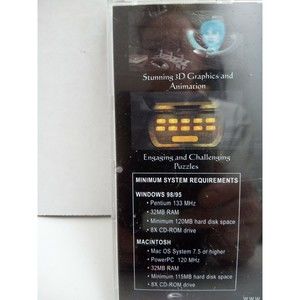 Stunning 3D Graphics and
Animation
Engaging and Challenging
Puzzles
MINIMUM SYSTEM REQUIREMENTS
WINDOWS 98/95
• Pentium 133 MHz
• 32MB RAM
• Minimum 120MB hard disk space
• 8X CD-ROM drive
MACINTOSH
• Mac OS System 7.5 or higher
• PowerPC 120 MHz
• 32MB RAM
• Minimum 115MB hard disk space
• 8X CD-ROM drive
www